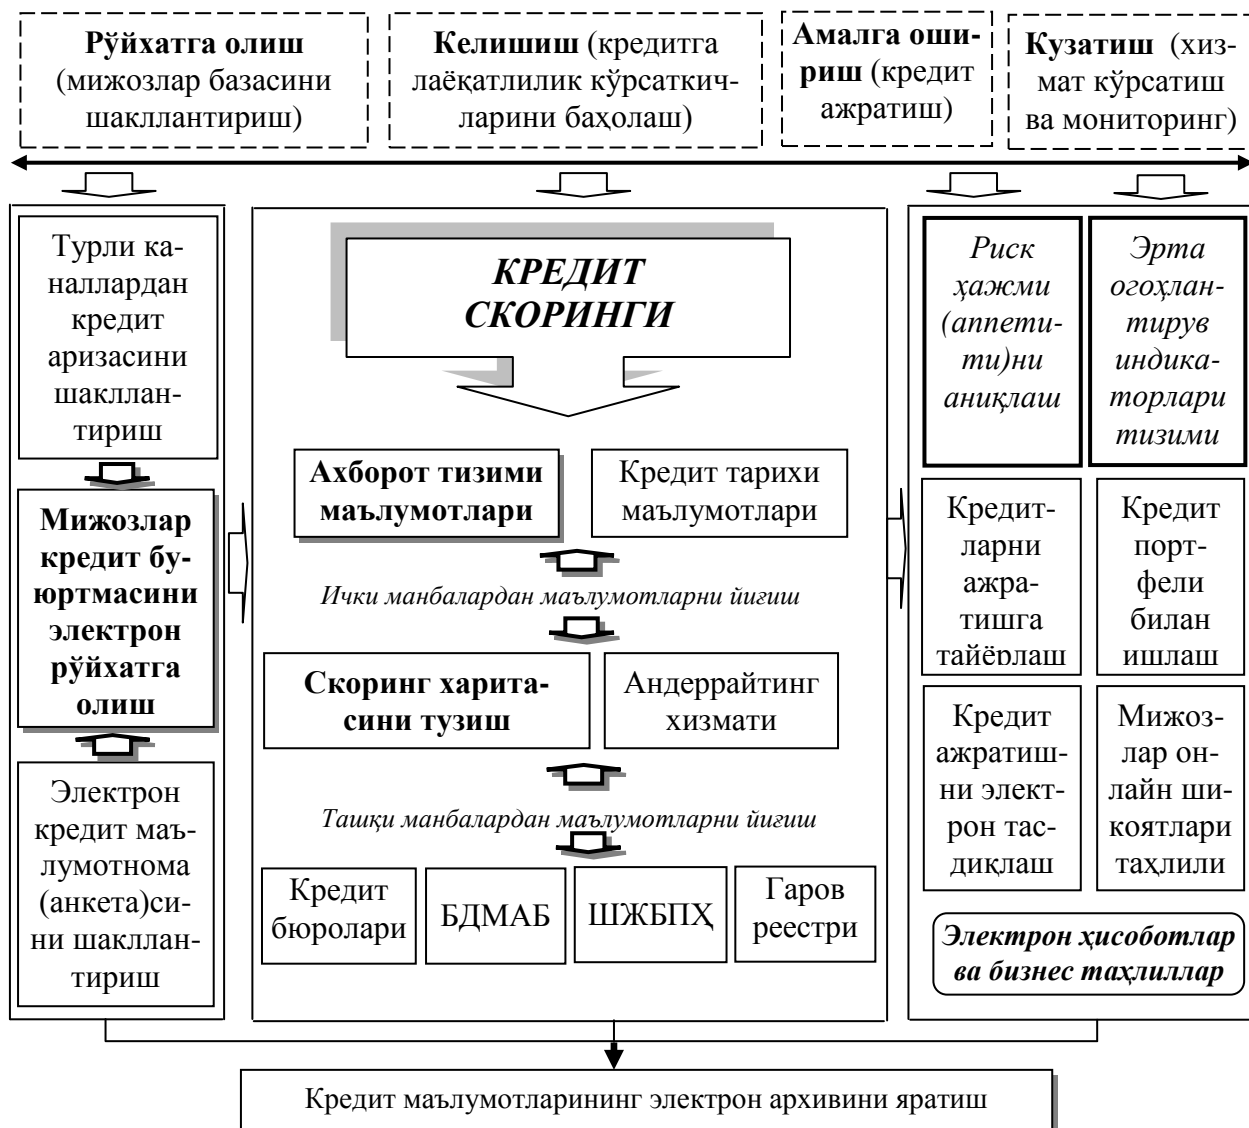 Рўйхатга олиш
(мижозлар базасини
шакллантириш)
Келишиш (кредитга
лаёқатлилик кўрсаткич-
ларини баҳолаш)
Амалга оши-
риш (кредит
ажратиш)
Кузатиш (хиз-
мат кўрсатиш
ва мониторинг)
Турли ка-
наллардан
кредит
аризасини
шакллан-
тириш
Мижозлар
кредит бу-
юртмасини
электрон
рўйхатга
олиш
Электрон
кредит маъ-
лумотнома
(анкета)си-
ни шакллан-
тириш
КРЕДИТ
СКОРИНГИ
Ахборот тизими
маълумотлари
Кредит тарихи
маълумотлари
Ички манбалардан маълумотларни йиғиш
Скоринг харита-
сини тузиш
Андеррайтинг
хизмати
Ташқи манбалардан маълумотларни йиғиш
Кредит
бюролари
БДМАБ
ШЖБПҲ
Гаров
реестри
Риск
ҳажми
(аппети-
ти)ни
аниқлаш
Эрта
огоҳлан-
тирув
индика-
торлари
тизими
Кредит-
ларни
ажра-
тишга
тайёрлаш
Кредит
порт-
фели
билан
ишлаш
Кредит
ажратиш-
ни элект-
рон тас-
диқлаш
Мижоз-
лар он-
лайн ши-
коятлари
таҳлили
Электрон ҳисоботлар
ва бизнес таҳлиллар
Кредит маълумотларининг электрон архивини яратиш